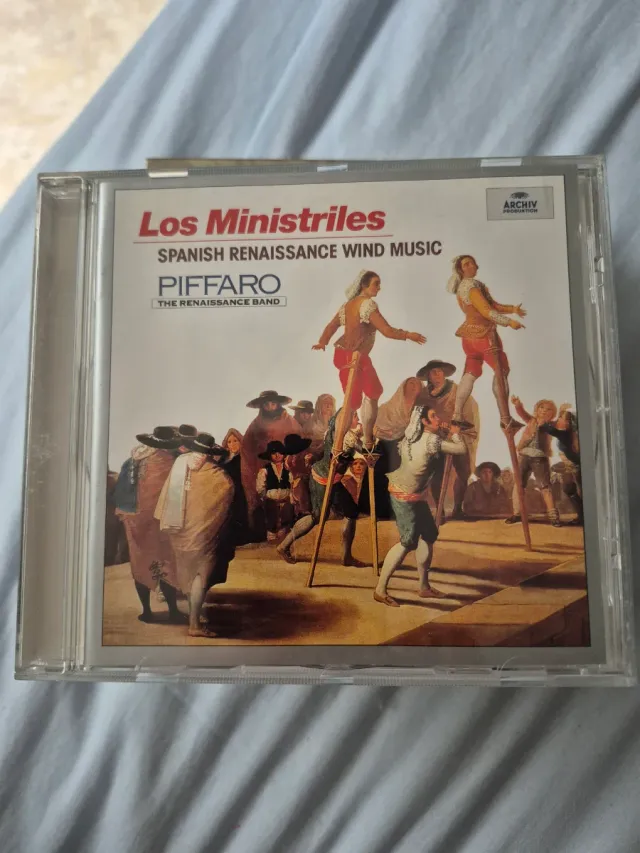 Los Ministriles
SPANISH RENAISSANCE WIND MUSIC
PIFFARO
THE RENAISSANCE BAND
ARCHIV
PRODUKTION